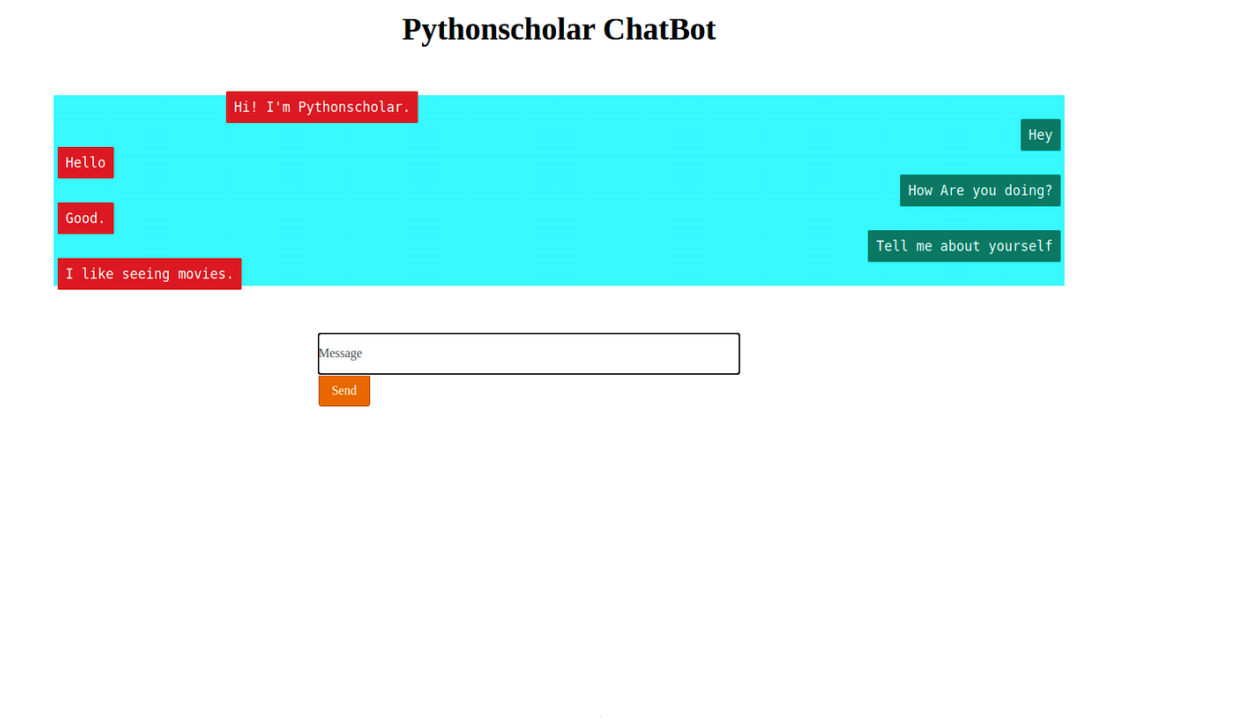 Pythonscholar ChatBot
Hi! I'm Pythonscholar.
Hey
Hello
How Are you doing?
Good.
Tell me about yourself
I like seeing movies.
Message
Send